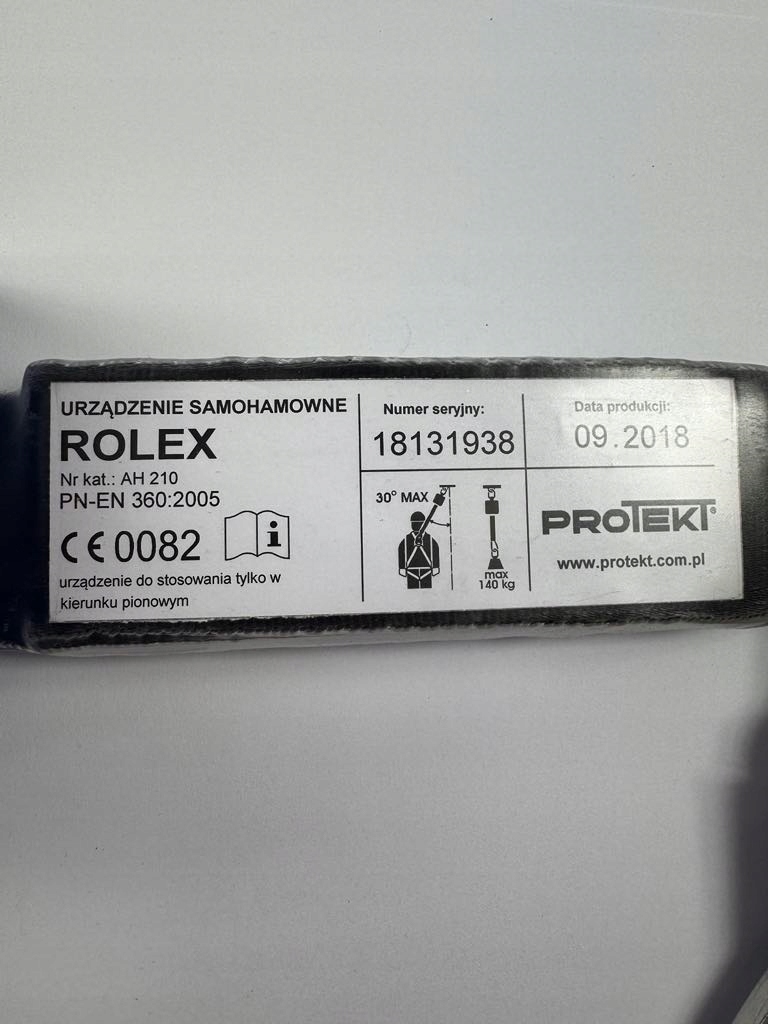 URZĄDZENIE SAMOHAMOWNE
ROLEX
Nr kat.: AH 210
PN-EN 360:2005
CE 0082
i
urządzenie do stosowania tylko w
kierunku pionowym
Numer seryjny:
18131938
Data produkcji:
09.2018
30° MAX
max
140 kg
PROTEKT®
www.protekt.com.pl